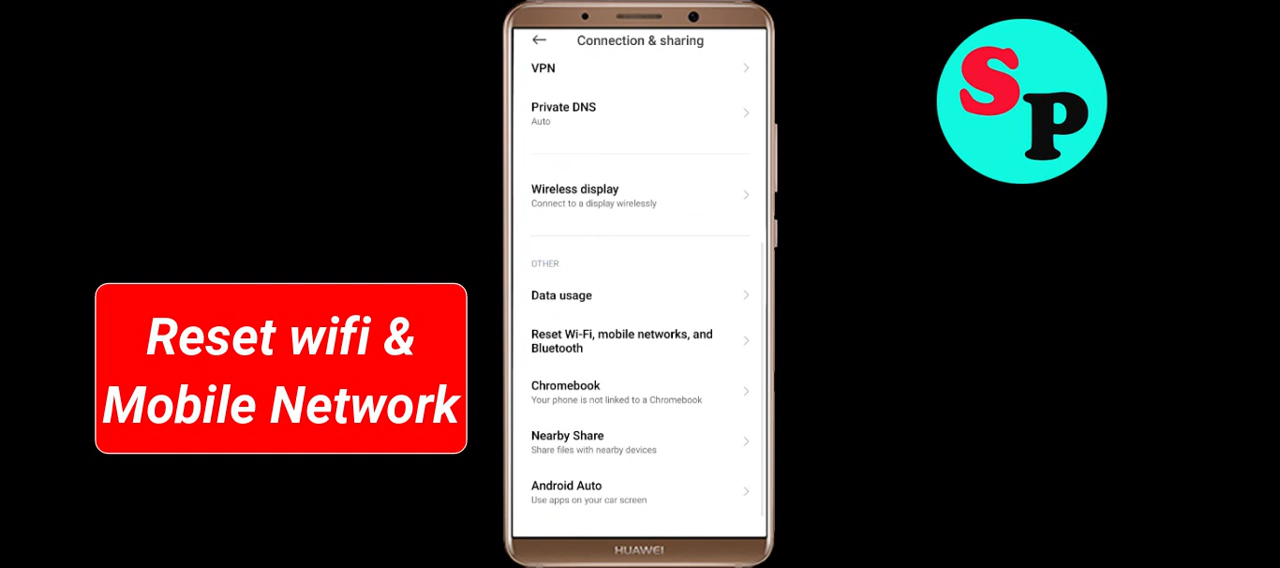 Connection & sharing
VPN
Private DNS
Auto
Wireless display
Connect to a display wirelessly
OTHER
Data usage
Reset Wi-Fi, mobile networks, and
Bluetooth
Chromebook
Your phone is not linked to a Chromebook
Nearby Share
Share files with nearby devices
Android Auto
Use apps on your car screen
HUAWEI
Reset wifi &
Mobile Network
SP